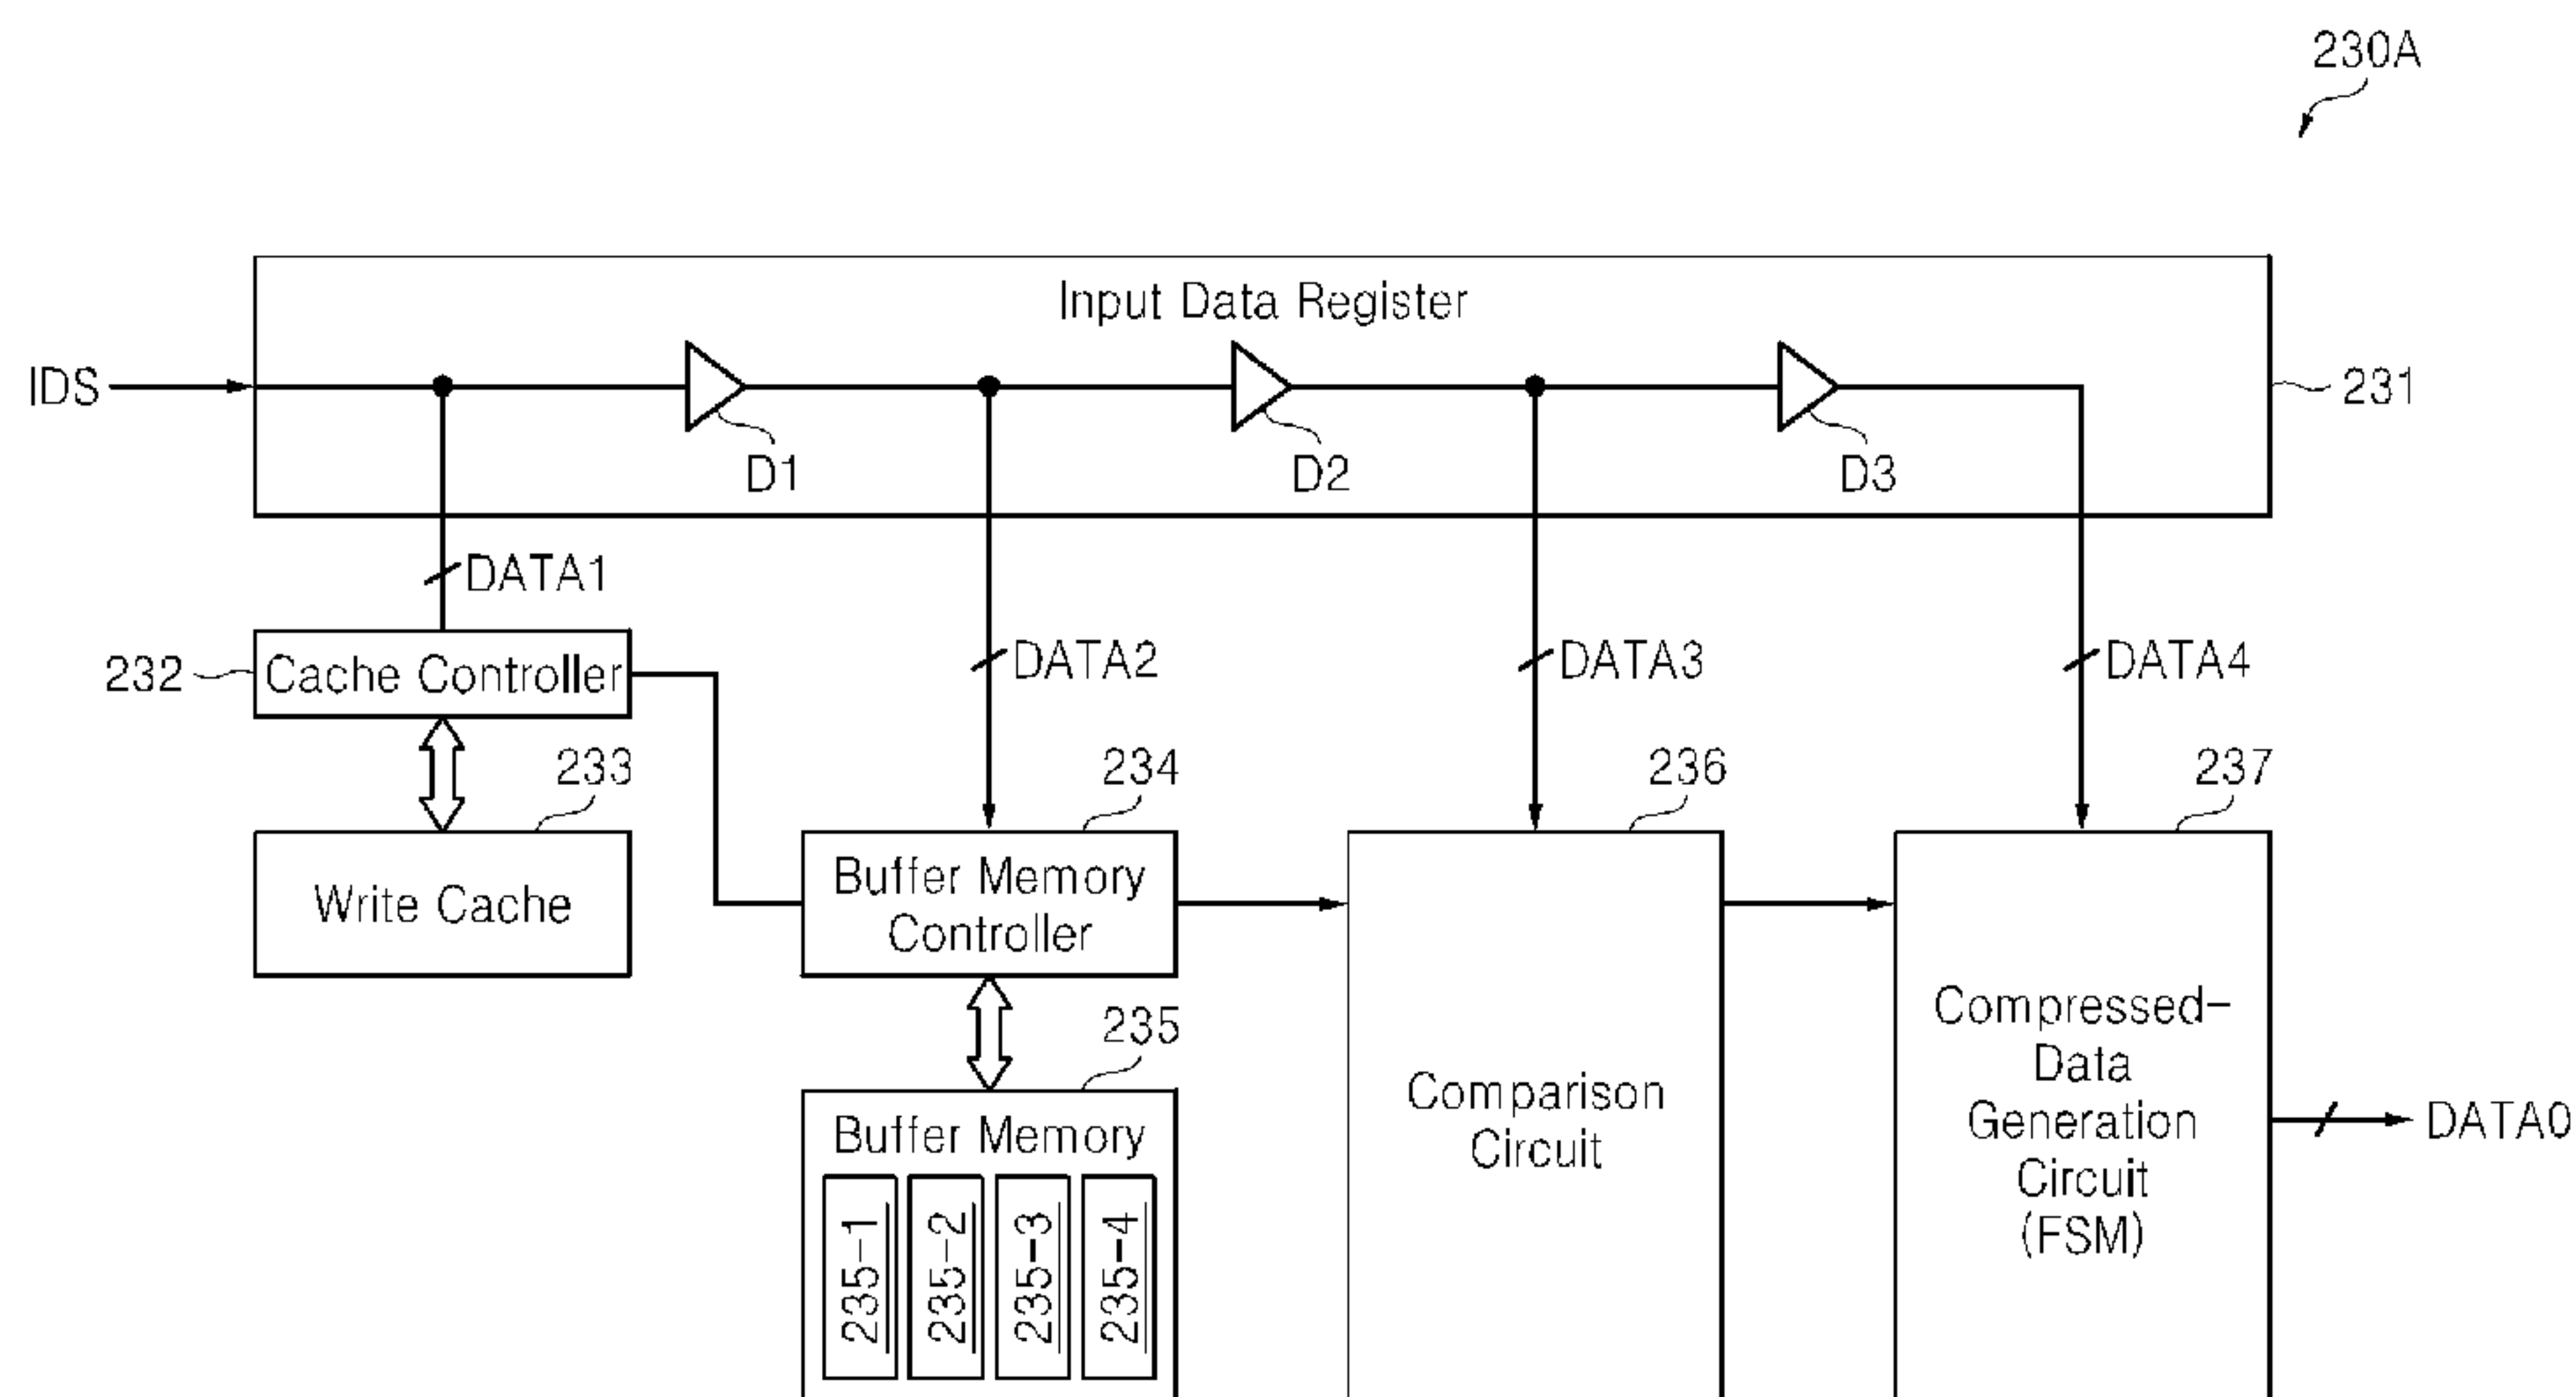 230A
Input Data Register
IDS
231
D1
D2
D3
DATA1
232
Cache Controller
DATA2
DATA3
DATA4
233
234
236
237
Write Cache
Buffer Memory
Controller
235
Buffer Memory
235-1
235-2
235-3
235-4
Comparison
Circuit
Compressed-
Data
Generation
Circuit
(FSM)
DATA0